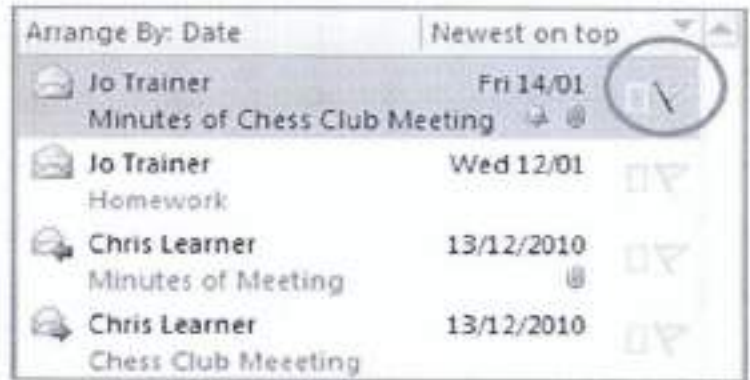 Arrange By: Date Newest on top
Jo Trainer Fri 14/01
Minutes of Chess Club Meeting
Jo Trainer Wed 12/01
Homework
Chris Learner 13/12/2010
Minutes of Meeting
Chris Learner 13/12/2010
Chess Club Meeeting